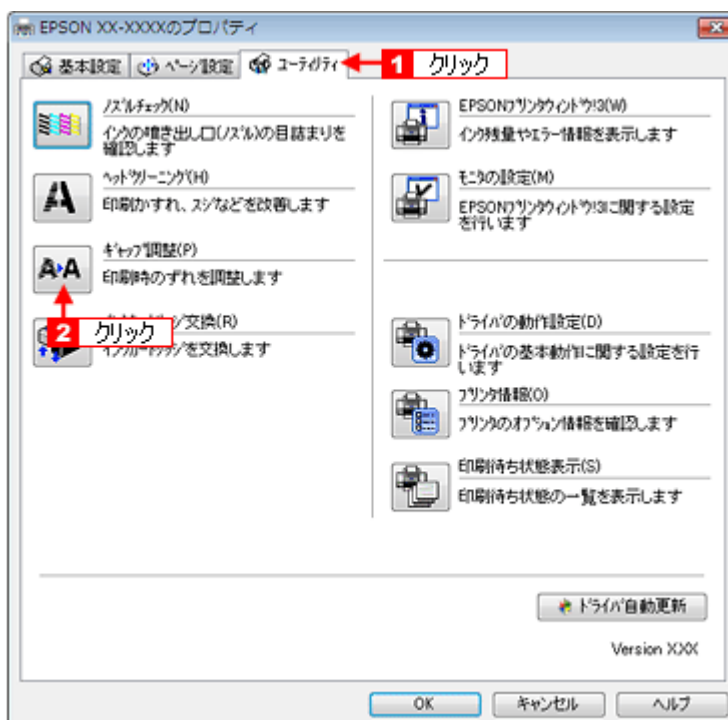 EPSON XX-XXXXのプロパティ
基本設定
ページ設定
ユーティリティ
1 クリック
ノズルチェック(N)
インクの噴き出し口(ノズル)の目詰まりを
確認します
ヘッドクリーニング(H)
印刷かすれ、スジなどを改善します
ギャップ調整(P)
印刷時のずれを調整します
2 クリック
ジ交換(R)
インクカートリッジを交換します
EPSONプリンタウィンドウ!3(W)
インク残量やエラー情報を表示します
モニタの設定(M)
EPSONプリンタウィンドウ!3に関する設定
を行います
ドライバの動作設定(D)
ドライバの基本動作に関する設定を行
います
プリンタ情報(O)
プリンタのオプション情報を確認します
印刷待ち状態表示(S)
印刷待ち状態の一覧を表示します
ドライバ自動更新
Version X.XX
OK
キャンセル
ヘルプ